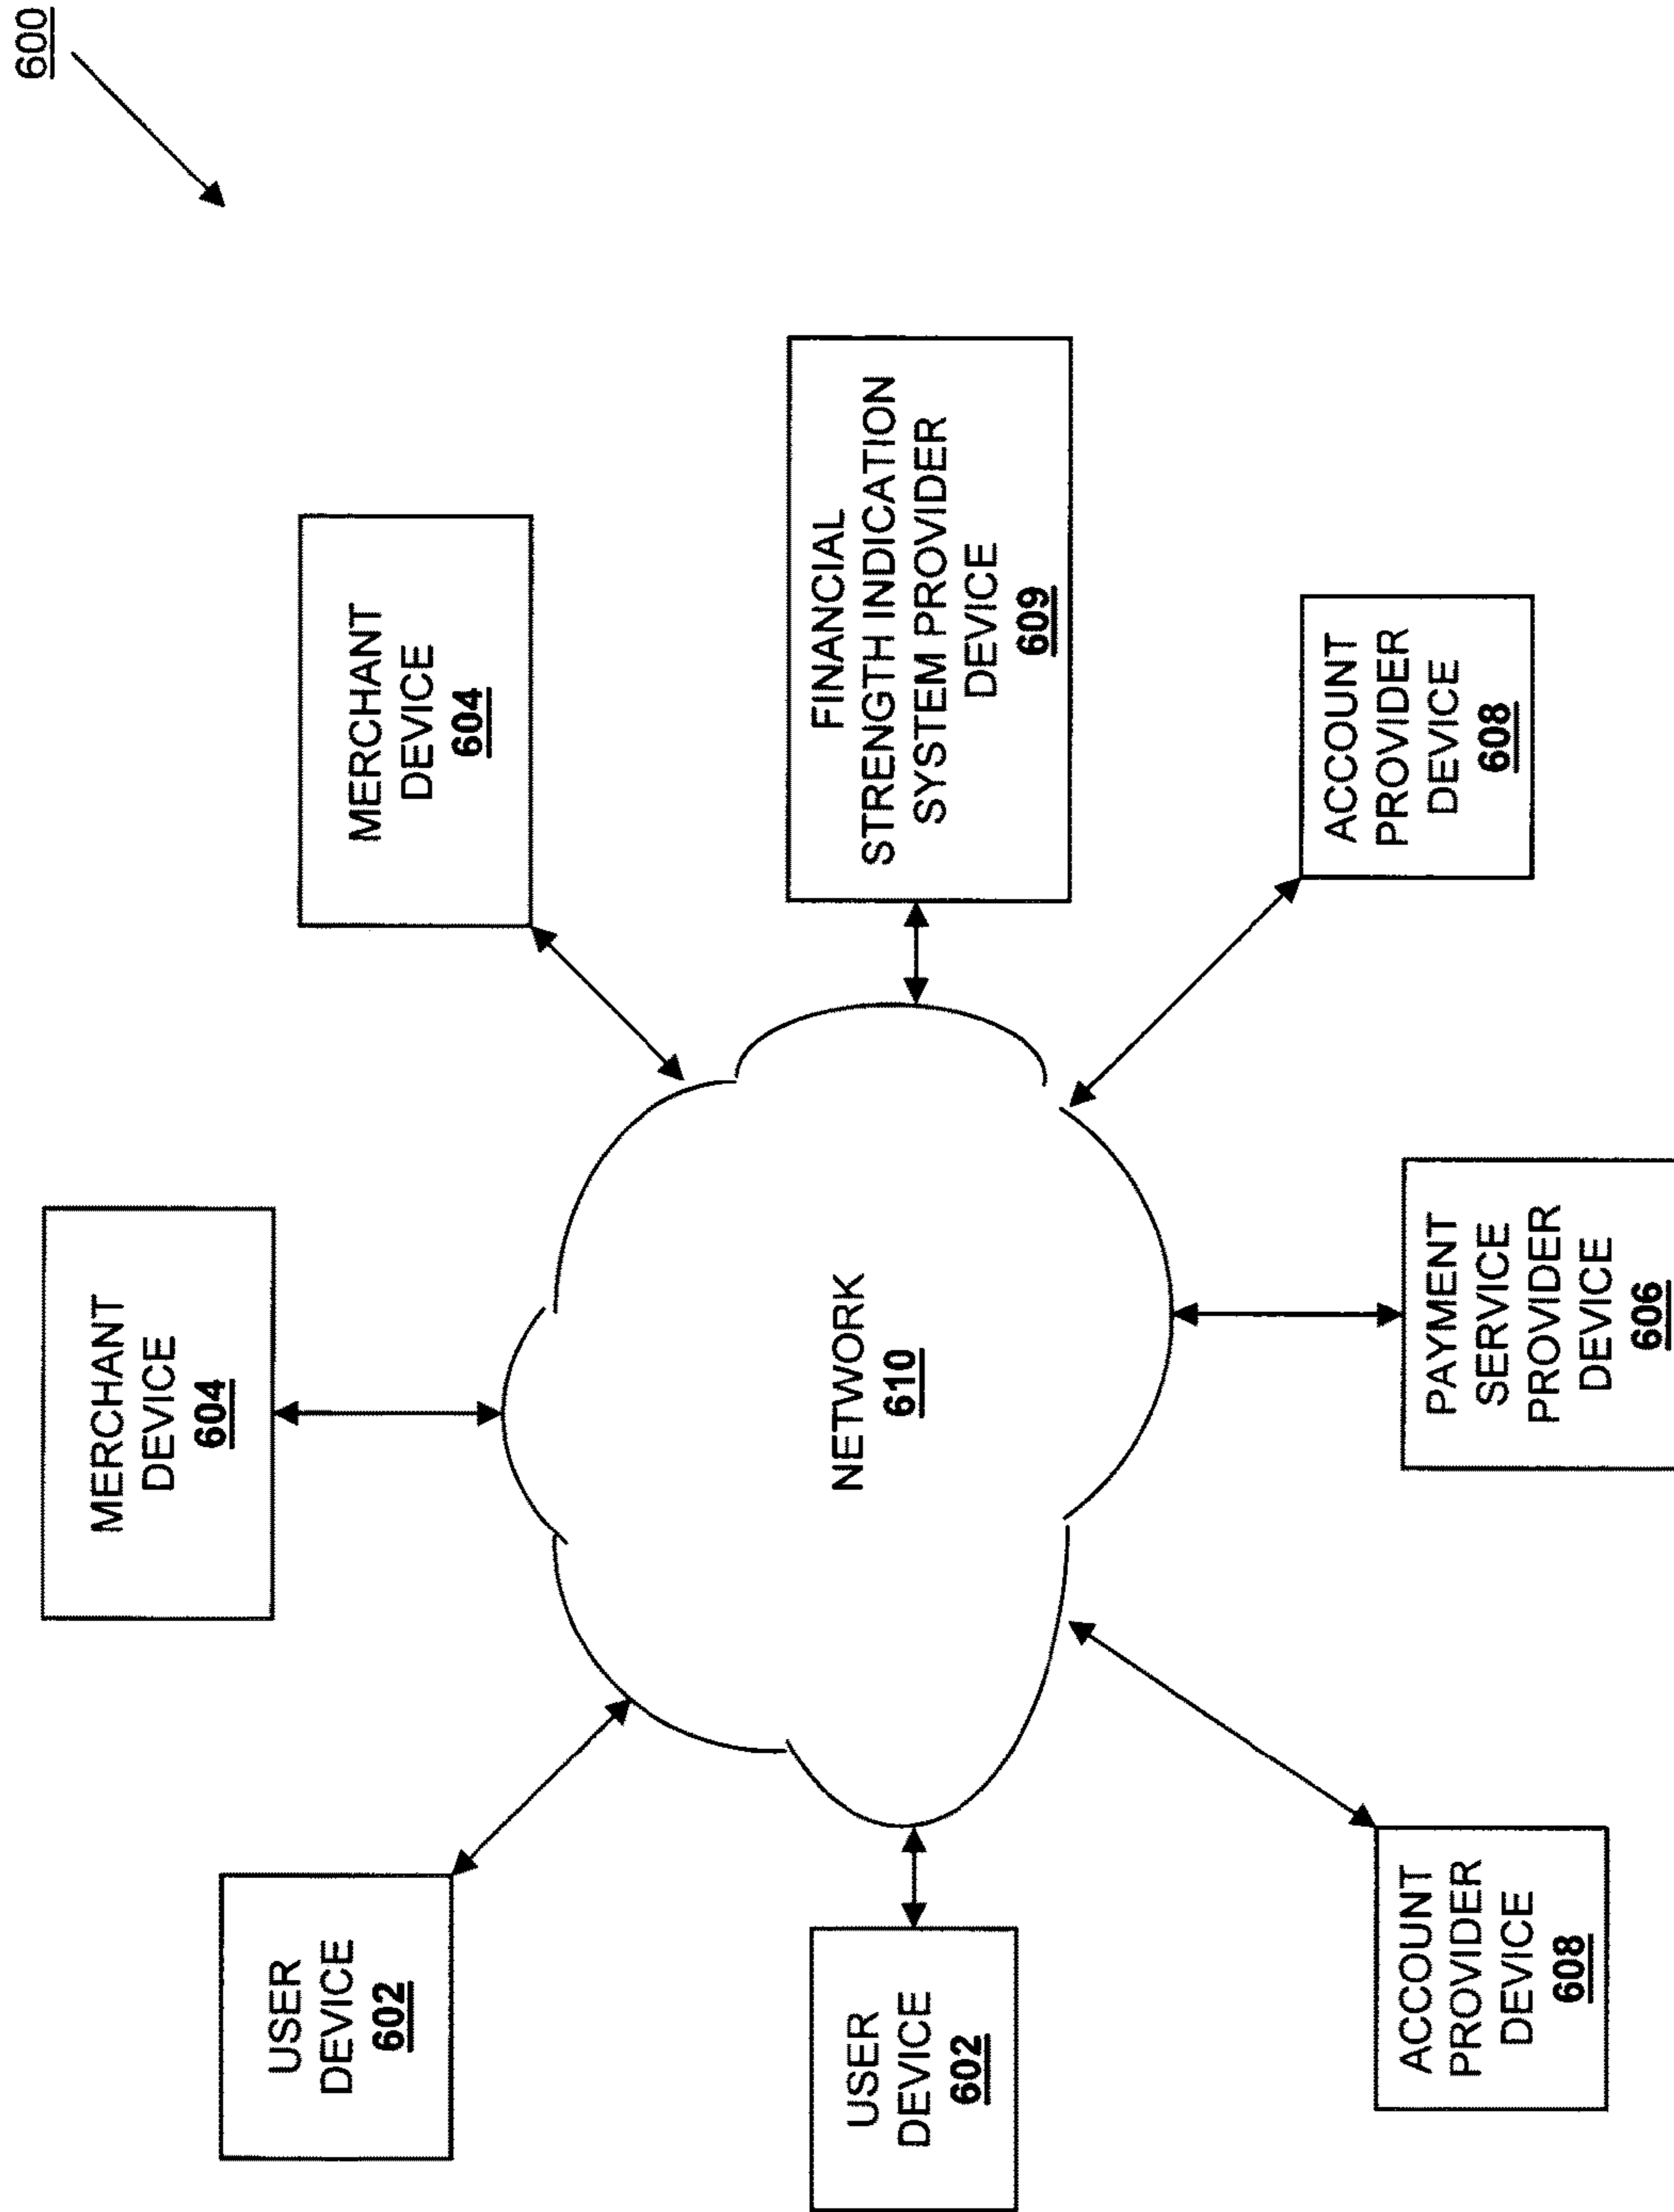 600
USER
DEVICE
602
MERCHANT
DEVICE
604
MERCHANT
DEVICE
604
USER
DEVICE
602
NETWORK
610
FINANCIAL
STRENGTH INDICATION
SYSTEM PROVIDER
DEVICE
609
ACCOUNT
PROVIDER
DEVICE
608
PAYMENT
SERVICE
PROVIDER
DEVICE
606
ACCOUNT
PROVIDER
DEVICE
608